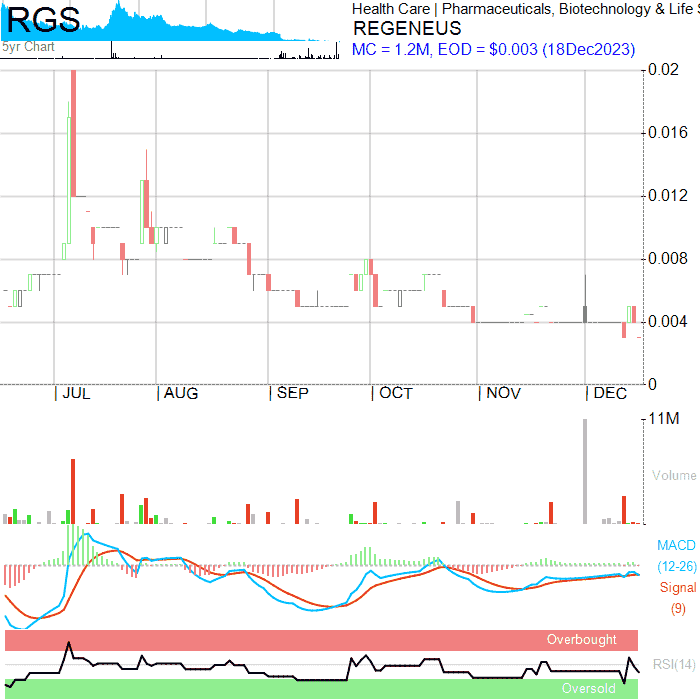 RGS
5yr Chart
Health Care | Pharmaceuticals, Biotechnology & Life
REGENEUS
MC = 1.2M, EOD = $0.003 (18Dec2023)
0.02
0.016
0.012
0.008
0.004
0
JUL AUG SEP OCT NOV DEC
11M
Volume
MACD
(12-26)
Signal
(9)
Overbought
RSI(14)
Oversold